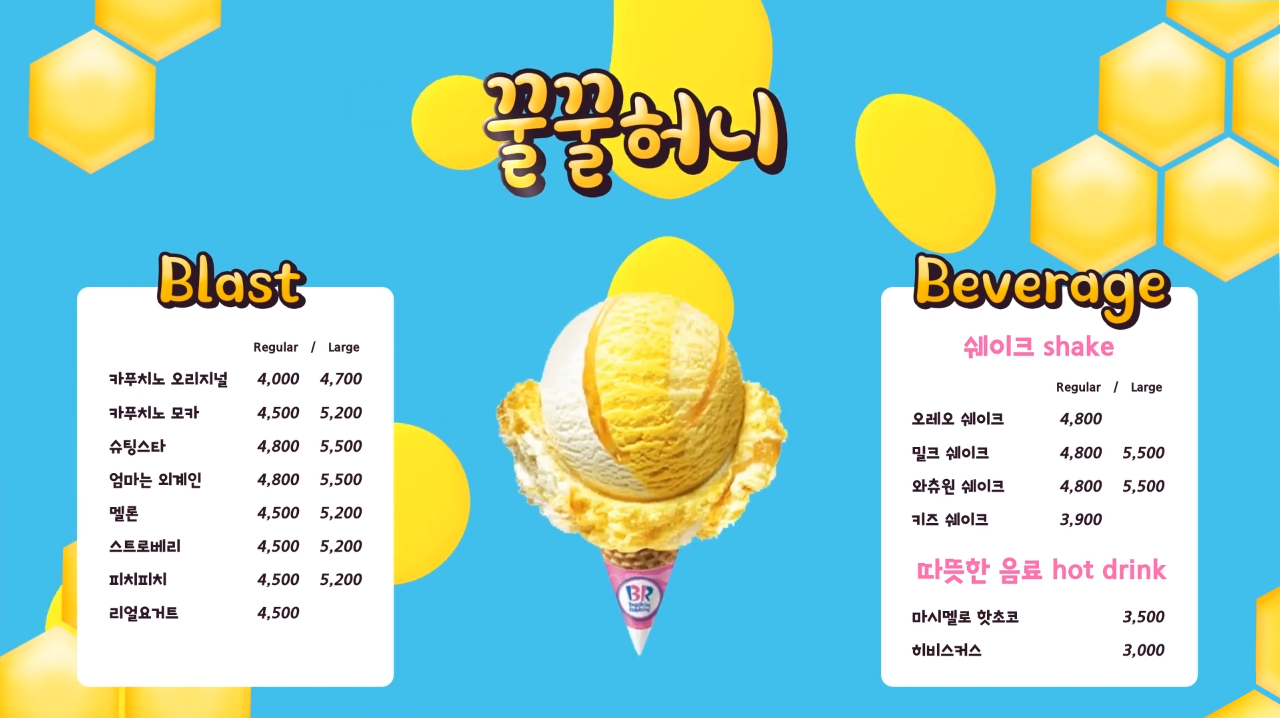 꿀꿀허니
Blast
Regular / Large
카푸치노 오리지널 4,000 4,700
카푸치노 모카 4,500 5,200
슈팅스타 4,800 5,500
엄마는 외계인 4,800 5,500
멜론 4,500 5,200
스트로베리 4,500 5,200
피치피치 4,500 5,200
리얼요거트 4,500
BR
Beverage
쉐이크 shake
Regular / Large
오레오 쉐이크 4,800
밀크 쉐이크 4,800 5,500
와츄원 쉐이크 4,800 5,500
키즈 쉐이크 3,900
따뜻한 음료 hot drink
마시멜로 핫초코 3,500
히비스커스 3,000